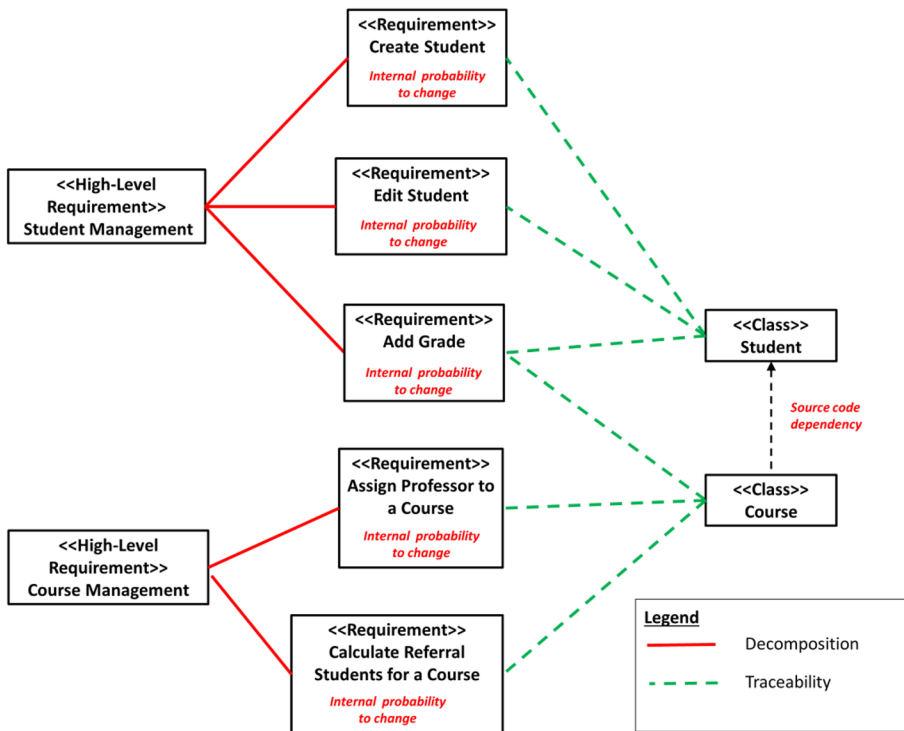 <<Requirement>>
Create Student
Internal probability
to change
<<High-Level
Requirement>>
Student Management
<<Requirement>>
Edit Student
Internal probability
to change
<<Requirement>>
Add Grade
Internal probability
to change
<<Class>>
Student
Source code
dependency
<<Requirement>>
Assign Professor to
a Course
Internal probability
to change
<<Class>>
Course
<<High-Level
Requirement>>
Course Management
<<Requirement>>
Calculate Referral
Students for a Course
Internal probability
to change
Legend
Decomposition
Traceability